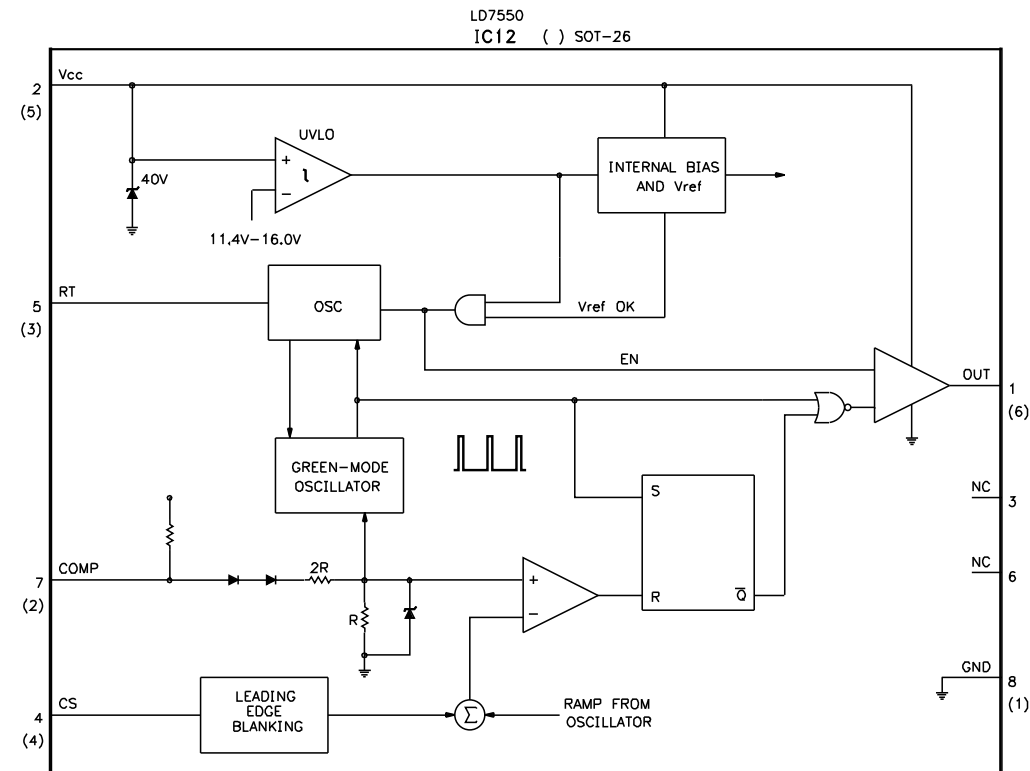 LD7550
IC12 ( ) SOT-26
Vcc
2
(5)
UVLO
+
−
40V
11.4V-16.0V
INTERNAL BIAS
AND Vref
RT
5
(3)
OSC
Vref OK
EN
OUT
1
(6)
GREEN-MODE
OSCILLATOR
S
R
Q̅
NC
3
NC
6
COMP
7
(2)
2R
R
+
−
GND
8
(1)
CS
4
(4)
LEADING
EDGE
BLANKING
Σ
RAMP FROM
OSCILLATOR